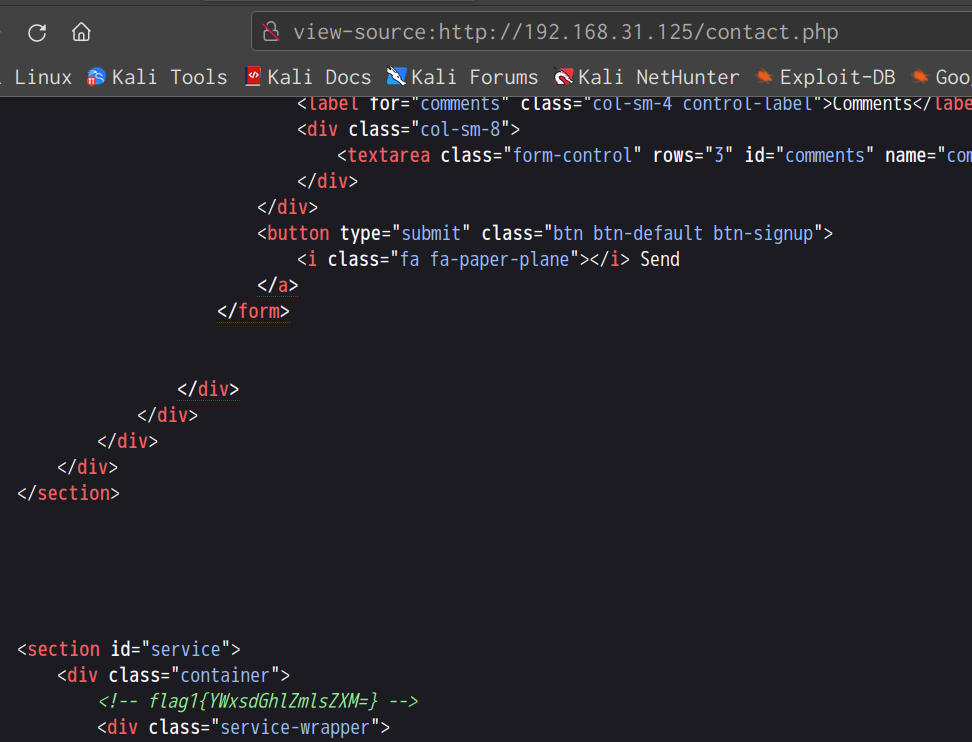 view-source:http://192.168.31.125/contact.php
Linux Kali Tools Kali Docs Kali Forums Kali NetHunter Exploit-DB Goo
<label for="comments" class="col-sm-4 control-label">Comments</labe
<div class="col-sm-8">
<textarea class="form-control" rows="3" id="comments" name="com
</div>
</div>
<button type="submit" class="btn btn-default btn-signup">
<i class="fa fa-paper-plane"></i> Send
</a>
</form>
</div>
</div>
</div>
</div>
</section>
<section id="service">
<div class="container">
<!-- flag1{YWxsdGhlZmlsZXM=} -->
<div class="service-wrapper">